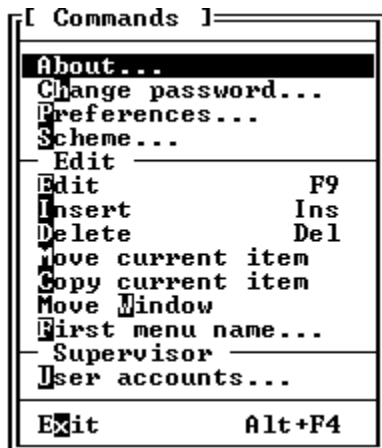 [ Commands ]
About...
Change password...
Preferences...
Scheme...
Edit
Edit F9
Insert Ins
Delete Del
Move current item
Copy current item
Move Window
First menu name...
Supervisor
User accounts...
Exit Alt+F4